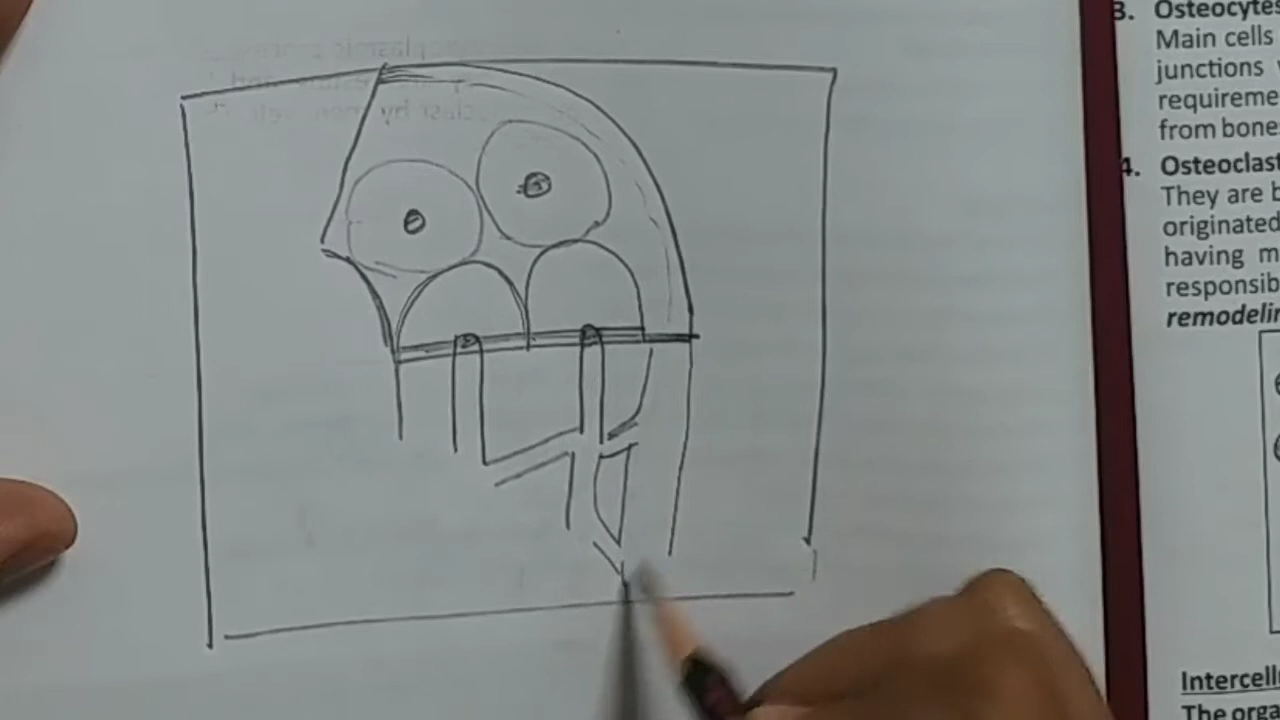 3. Osteocytes
Main cells
junctions
requireme
from bone
4. Osteoclast
They are b
originated
having m
responsib
remodelin
Intercell
The orga